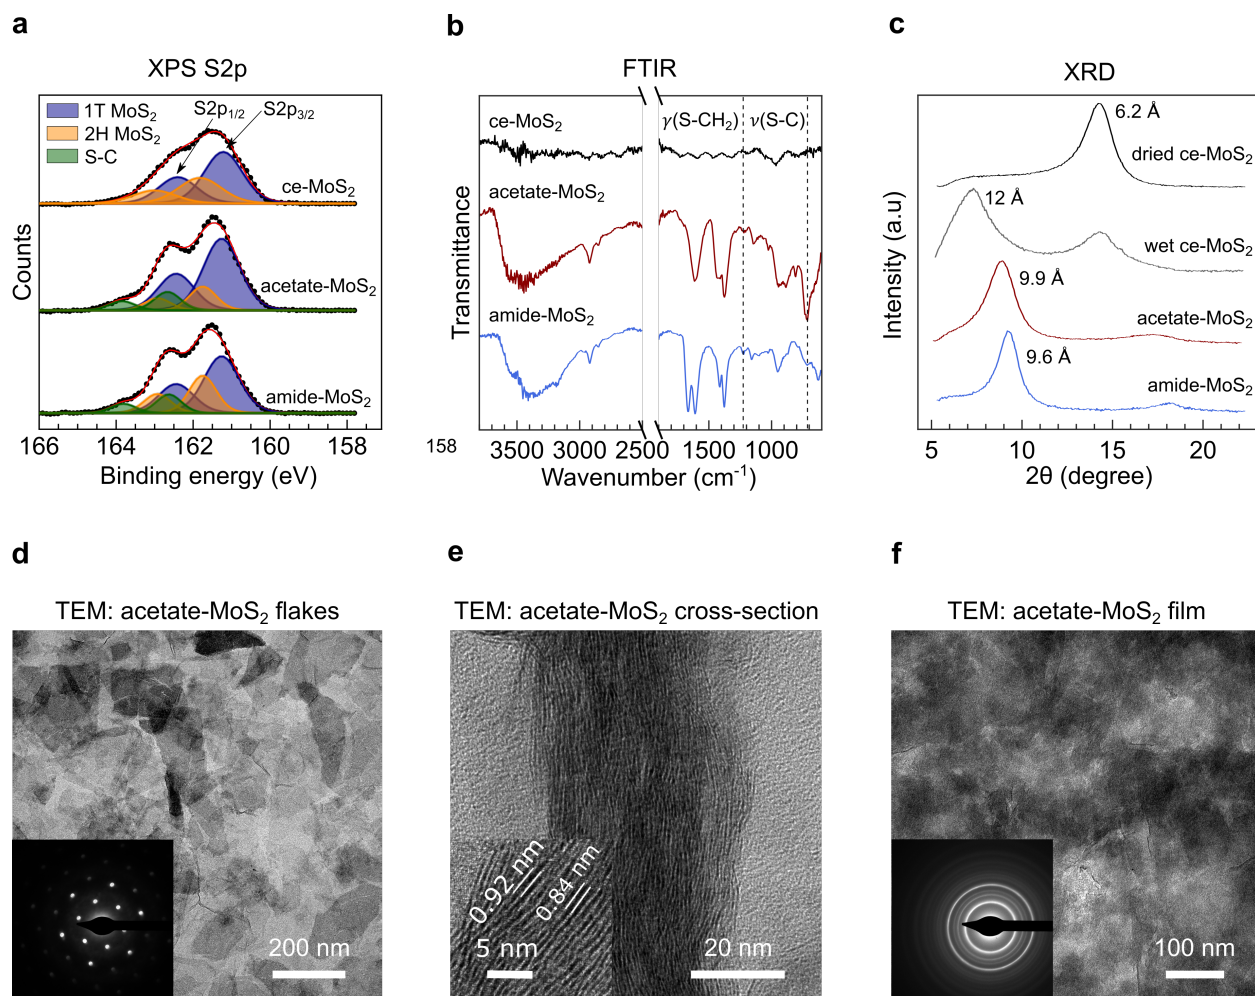 a
XPS S2p
1T MoS₂
2H MoS₂
S-C
S2p₁/₂
S2p₃/₂
ce-MoS₂
acetate-MoS₂
amide-MoS₂
Counts
166 164 162 160 158
Binding energy (eV)
b
FTIR
ce-MoS₂
γ(S-CH₂)
ν(S-C)
acetate-MoS₂
amide-MoS₂
Transmittance
158
3500 3000 2500 1500 1000
Wavenumber (cm⁻¹)
c
XRD
6.2 Å
dried ce-MoS₂
12 Å
wet ce-MoS₂
9.9 Å
acetate-MoS₂
9.6 Å
amide-MoS₂
Intensity (a.u)
5 10 15 20
2θ (degree)
d
TEM: acetate-MoS₂ flakes
200 nm
e
TEM: acetate-MoS₂ cross-section
0.92 nm
0.84 nm
5 nm
20 nm
f
TEM: acetate-MoS₂ film
100 nm